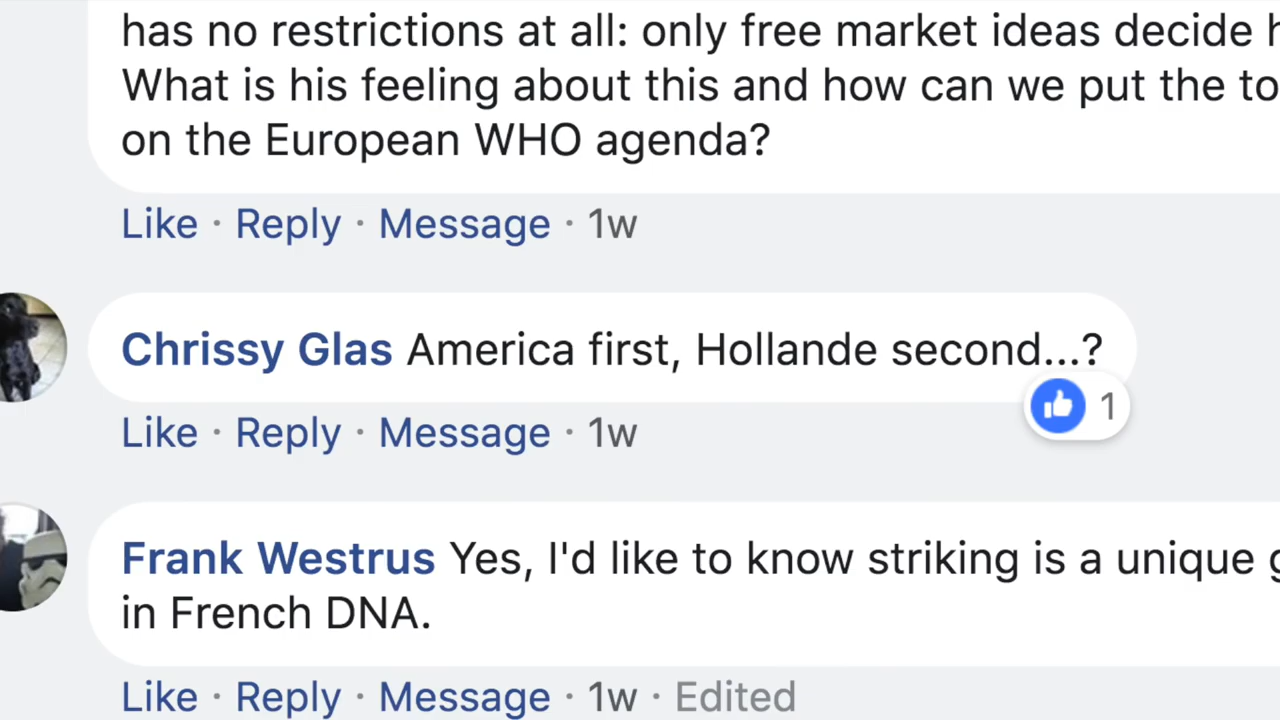 has no restrictions at all: only free market ideas decide
What is his feeling about this and how can we put the
on the European WHO agenda?
Like · Reply · Message · 1w
Chrissy Glas America first, Hollande second...?
1
Like · Reply · Message · 1w
Frank Westrus Yes, I'd like to know striking is a unique
in French DNA.
Like · Reply · Message · 1w · Edited